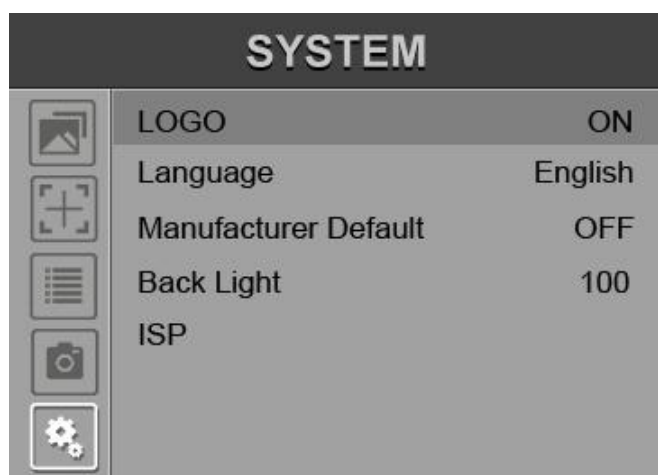 SYSTEM
LOGO ON
Language English
Manufacturer Default OFF
Back Light 100
ISP